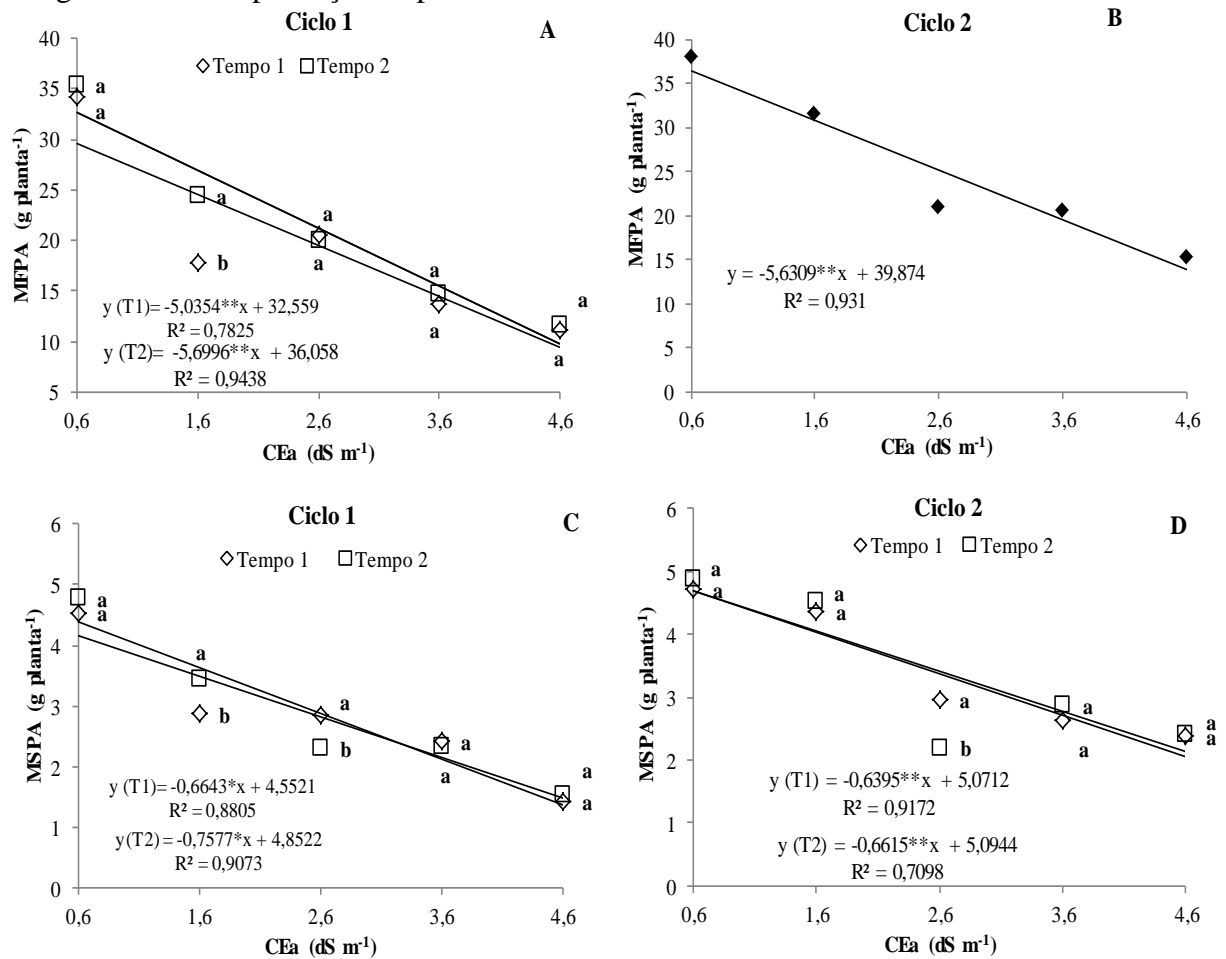 Ciclo 1
A
◇Tempo 1 □Tempo 2
MFPA (g planta⁻¹)
40
35
30
25
20
15
10
5
a
a
a
b
a
a
a
a
a
a
y (T1)= -5,0354**x + 32,559
R² = 0,7825
y (T2)= -5,6996**x + 36,058
R² = 0,9438
0,6 1,6 2,6 3,6 4,6
CEa (dS m⁻¹)
Ciclo 2
B
MFPA (g planta⁻¹)
40
35
30
25
20
15
10
5
0
y = -5,6309**x + 39,874
R² = 0,931
0,6 1,6 2,6 3,6 4,6
CEa (dS m⁻¹)
Ciclo 1
C
◇Tempo 1 □Tempo 2
MSPA (g planta⁻¹)
6
5
4
3
2
1
0
a
a
a
b
a
b
a
a
a
a
y (T1)= -0,6643*x + 4,5521
R² = 0,8805
y(T2) = -0,7577*x + 4,8522
R² = 0,9073
0,6 1,6 2,6 3,6 4,6
CEa (dS m⁻¹)
Ciclo 2
D
◇Tempo 1 □Tempo 2
MSPA (g planta⁻¹)
6
5
4
3
2
1
0
a
a
a
a
a
b
a
a
a
a
y (T1) = -0,6395**x + 5,0712
R² = 0,9172
y (T2) = -0,6615**x + 5,0944
R² = 0,7098
0,6 1,6 2,6 3,6 4,6
CEa (dS m⁻¹)